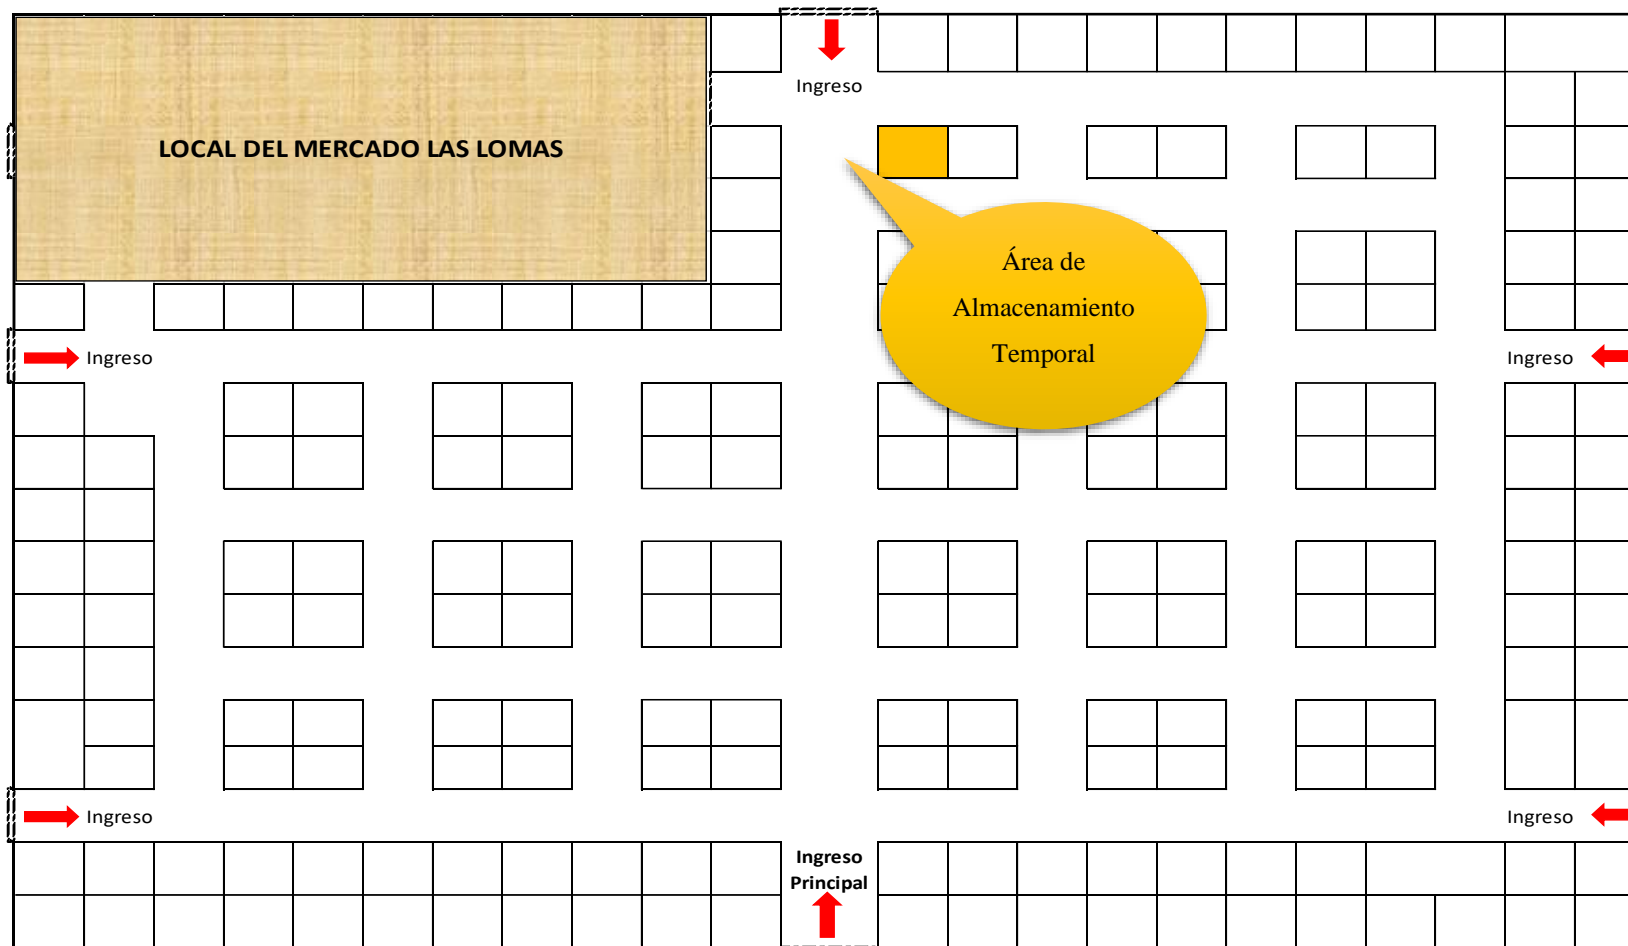 Ingreso
LOCAL DEL MERCADO LAS LOMAS
Área de
Almacenamiento
Temporal
Ingreso
Ingreso
Ingreso
Ingreso
Ingreso
Principal